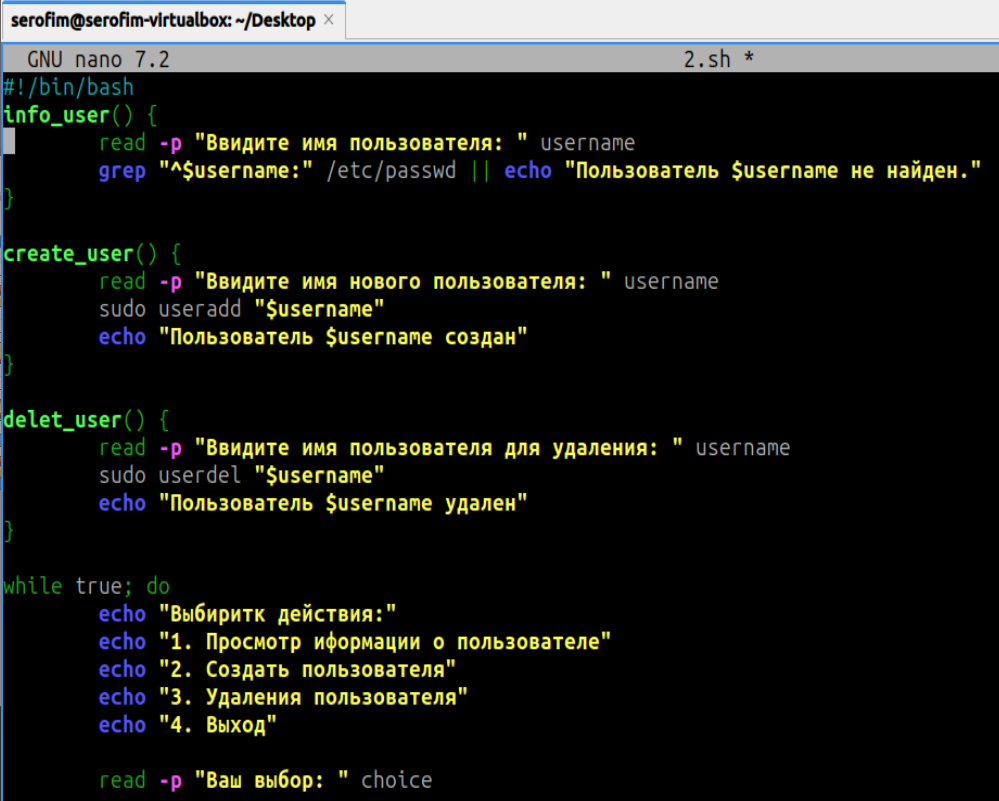 serofim@serofim-virtualbox: ~/Desktop ×
GNU nano 7.2 2.sh *
#!/bin/bash
info_user() {
read -p "Ввидите имя пользователя: " username
grep "^$username:" /etc/passwd || echo "Пользователь $username не найден."
}
create_user() {
read -p "Ввидите имя нового пользователя: " username
sudo useradd "$username"
echo "Пользователь $username создан"
}
delet_user() {
read -p "Ввидите имя пользователя для удаления: " username
sudo userdel "$username"
echo "Пользователь $username удален"
}
while true; do
echo "Выбиритк действия:"
echo "1. Просмотр иформации о пользователе"
echo "2. Создать пользователя"
echo "3. Удаления пользователя"
echo "4. Выход"
read -p "Ваш выбор: " choice